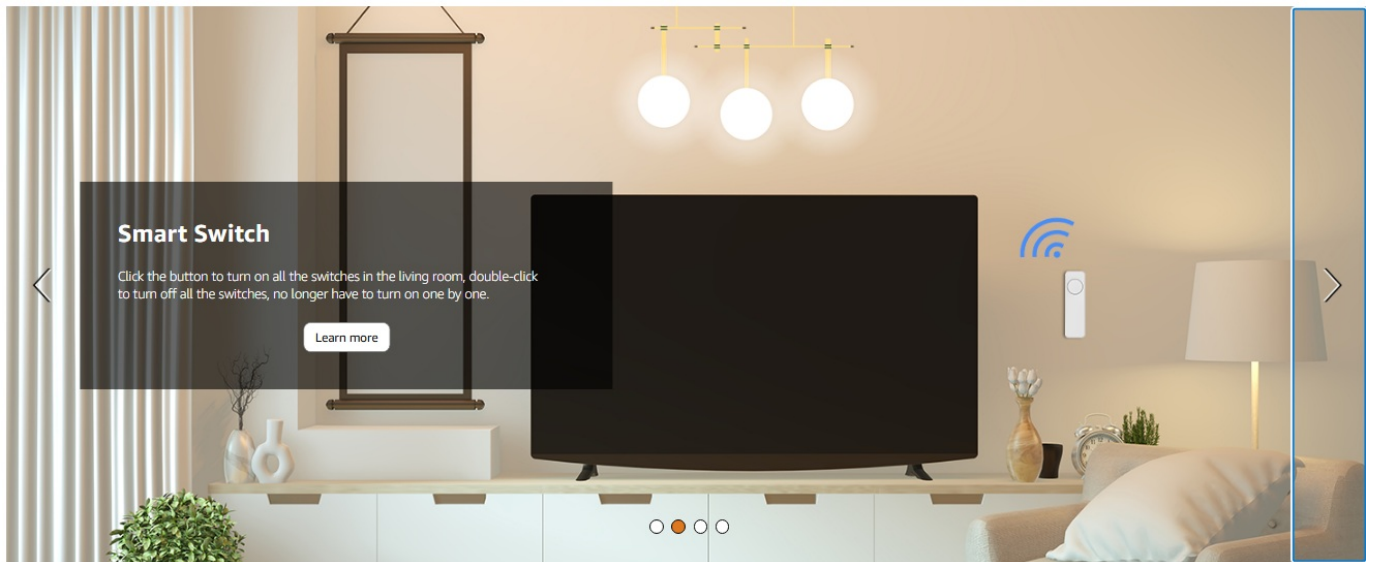 Smart Switch
Click the button to turn on all the switches in the living room, double-click
to turn off all the switches, no longer have to turn on one by one.
Learn more